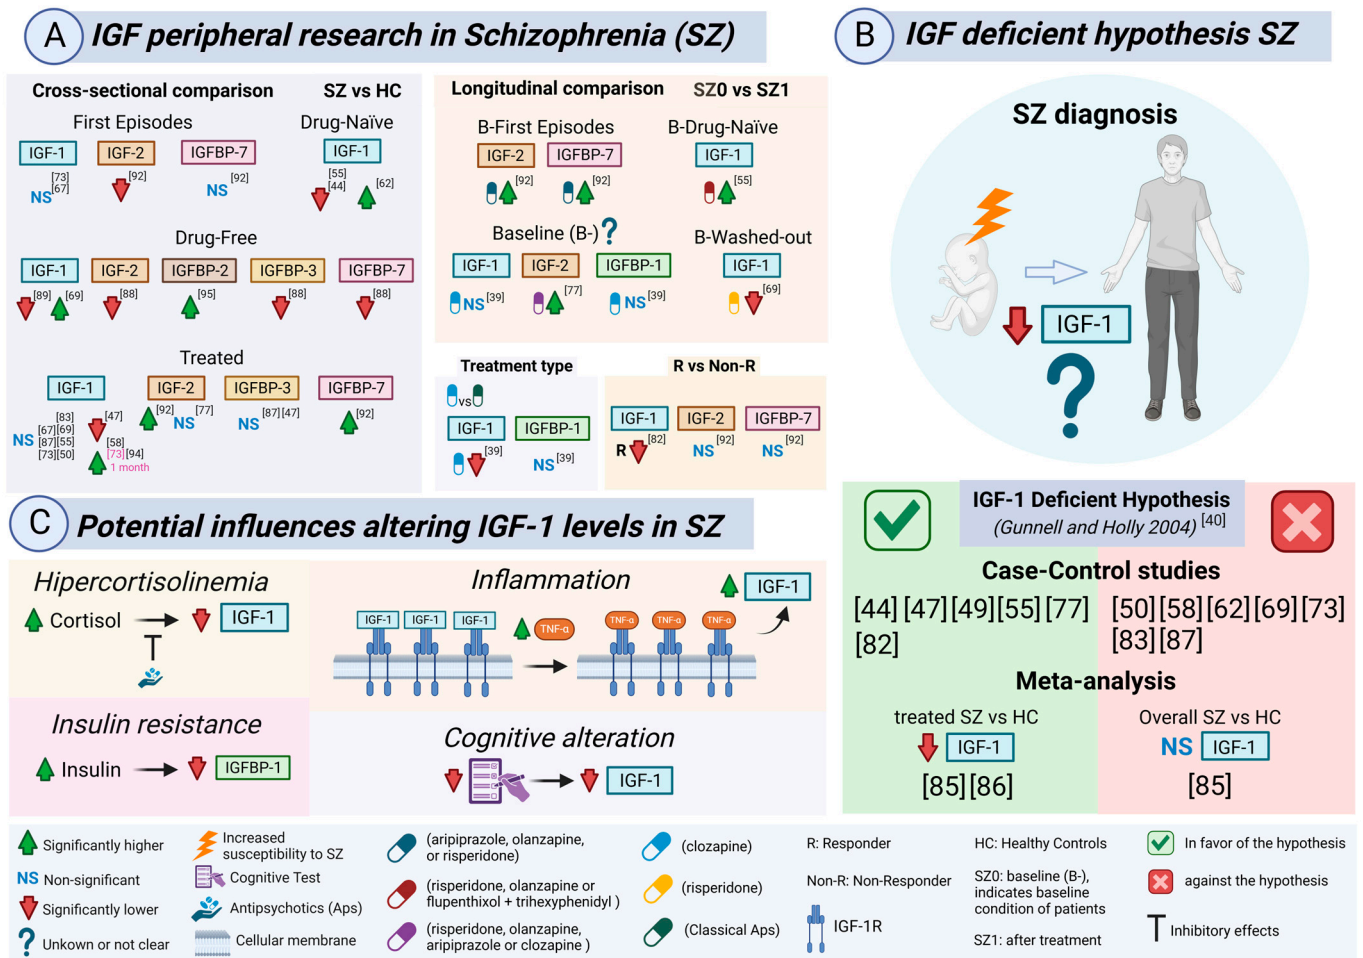 A
IGF peripheral research in Schizophrenia (SZ)
Cross-sectional comparison
SZ vs HC
First Episodes
Drug-Naïve
IGF-1
IGF-2
IGFBP-7
IGF-1
[73]
[67]
NS
[92]
NS
[92]
[55]
[44]
[62]
Drug-Free
IGF-1
IGF-2
IGFBP-2
IGFBP-3
IGFBP-7
[89]
[69]
[88]
[95]
[88]
[88]
Treated
IGF-1
IGF-2
IGFBP-3
IGFBP-7
NS
[83]
[67][69]
[87][55]
[73][50]
[47]
[58]
[73][94]
1 month
[92]
NS
[77]
NS
[87][47]
[92]
Longitudinal comparison
SZ0 vs SZ1
B-First Episodes
B-Drug-Naïve
IGF-2
IGFBP-7
IGF-1
[92]
[92]
[55]
Baseline (B-)?
B-Washed-out
IGF-1
IGF-2
IGFBP-1
IGF-1
NS[39]
[77]
NS[39]
[69]
Treatment type
vs
IGF-1
IGFBP-1
[39]
NS[39]
R vs Non-R
IGF-1
IGF-2
IGFBP-7
R
[82]
NS
[92]
NS
[92]
B
IGF deficient hypothesis SZ
SZ diagnosis
IGF-1
?
IGF-1 Deficient Hypothesis
(Gunnell and Holly 2004) [40]
Case-Control studies
[44][47][49][55][77]
[82]
[50][58][62][69][73]
[83][87]
Meta-analysis
treated SZ vs HC
IGF-1
[85][86]
Overall SZ vs HC
NS IGF-1
[85]
C
Potential influences altering IGF-1 levels in SZ
Hipercortisolinemia
Cortisol
IGF-1
Inflammation
IGF-1
IGF-1
IGF-1
IGF-1
TNF-α
TNF-α
TNF-α
TNF-α
Insulin resistance
Insulin
IGFBP-1
Cognitive alteration
IGF-1
Significantly higher
NS Non-significant
Significantly lower
? Unkown or not clear
Increased
susceptibility to SZ
Cognitive Test
Antipsychotics (Aps)
Cellular membrane
(aripiprazole, olanzapine,
or risperidone)
(risperidone, olanzapine or
flupenthixol + trihexyphenidyl )
(risperidone, olanzapine,
aripiprazole or clozapine )
(clozapine)
(risperidone)
(Classical Aps)
R: Responder
Non-R: Non-Responder
IGF-1R
HC: Healthy Controls
SZ0: baseline (B-),
indicates baseline
condition of patients
SZ1: after treatment
In favor of the hypothesis
against the hypothesis
Inhibitory effects